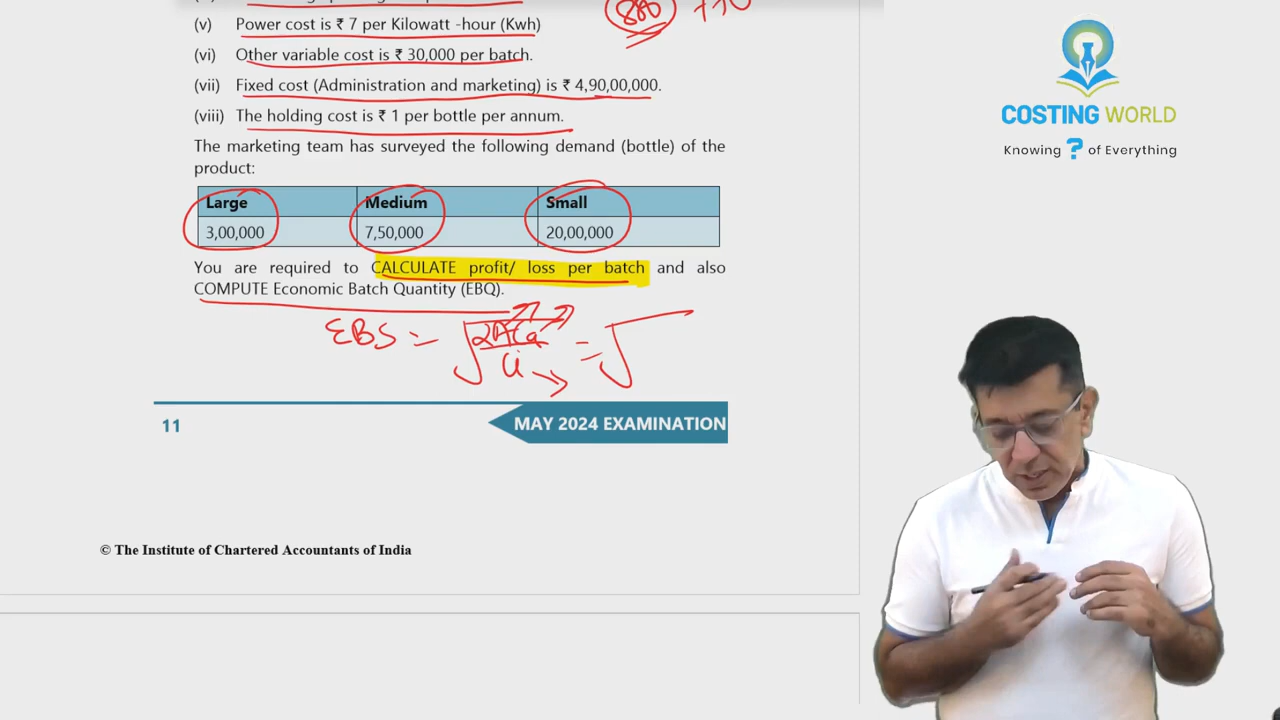 (v) Power cost is ₹ 7 per Kilowatt -hour (Kwh)
(vi) Other variable cost is ₹ 30,000 per batch.
(vii) Fixed cost (Administration and marketing) is ₹ 4,90,00,000.
(viii) The holding cost is ₹ 1 per bottle per annum.
The marketing team has surveyed the following demand (bottle) of the
product:
Large Medium Small
3,00,000 7,50,000 20,00,000
You are required to CALCULATE profit/ loss per batch and also
COMPUTE Economic Batch Quantity (EBQ).
EBS = √ =√
11 MAY 2024 EXAMINATION
© The Institute of Chartered Accountants of India
COSTING WORLD
Knowing ? of Everything